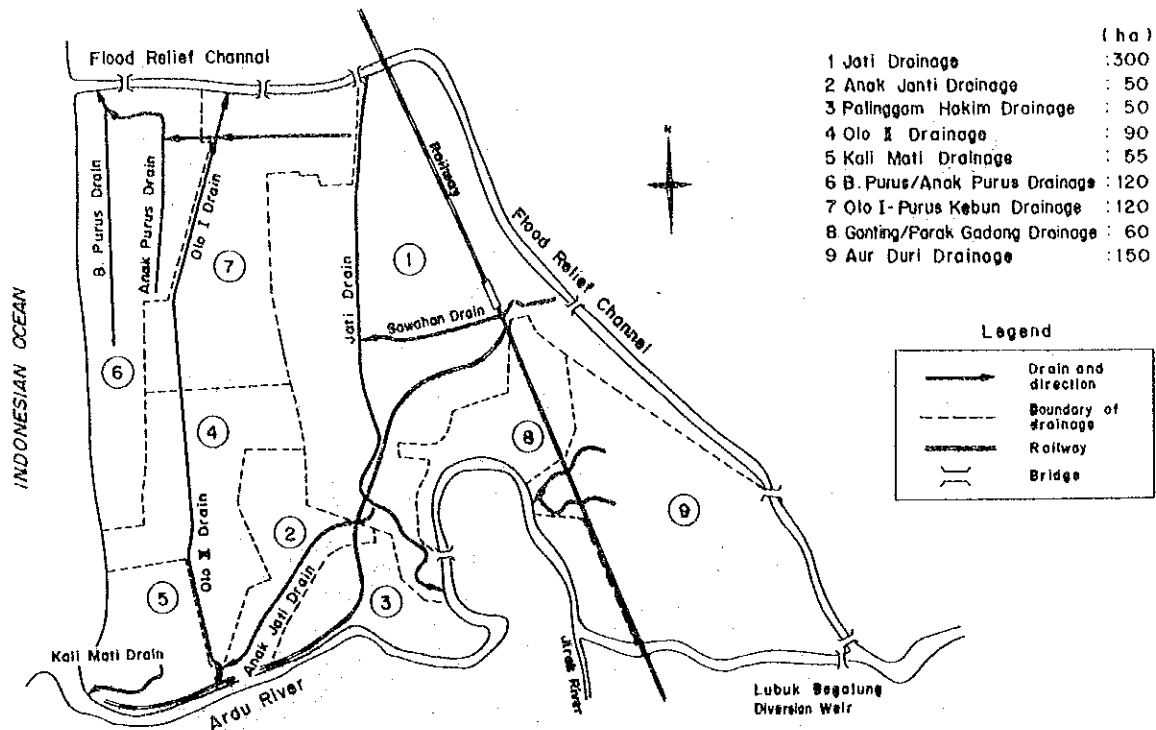 (ha)
1 Jati Drainage :300
2 Anak Janti Drainage : 50
3 Palinggam Hakim Drainage : 50
4 Olo II Drainage : 90
5 Kali Mati Drainage : 55
6 B. Purus/Anak Purus Drainage : 120
7 Olo I-Purus Kebun Drainage : 120
8 Ganting/Parak Gadang Drainage : 60
9 Aur Duri Drainage : 150
Flood Relief Channel
Railway
N
Flood Relief Channel
B. Purus Drain
Anak Purus Drain
Olo I Drain
Jati Drain
Sawahan Drain
INDONESIAN OCEAN
1
7
6
4
8
9
2
5
3
Olo II Drain
Anak Jati Drain
Kali Mati Drain
Ardu River
Jirak River
Lubuk Begalung
Diversion Weir
Legend
Drain and
direction
Boundary of
drainage
Railway
Bridge